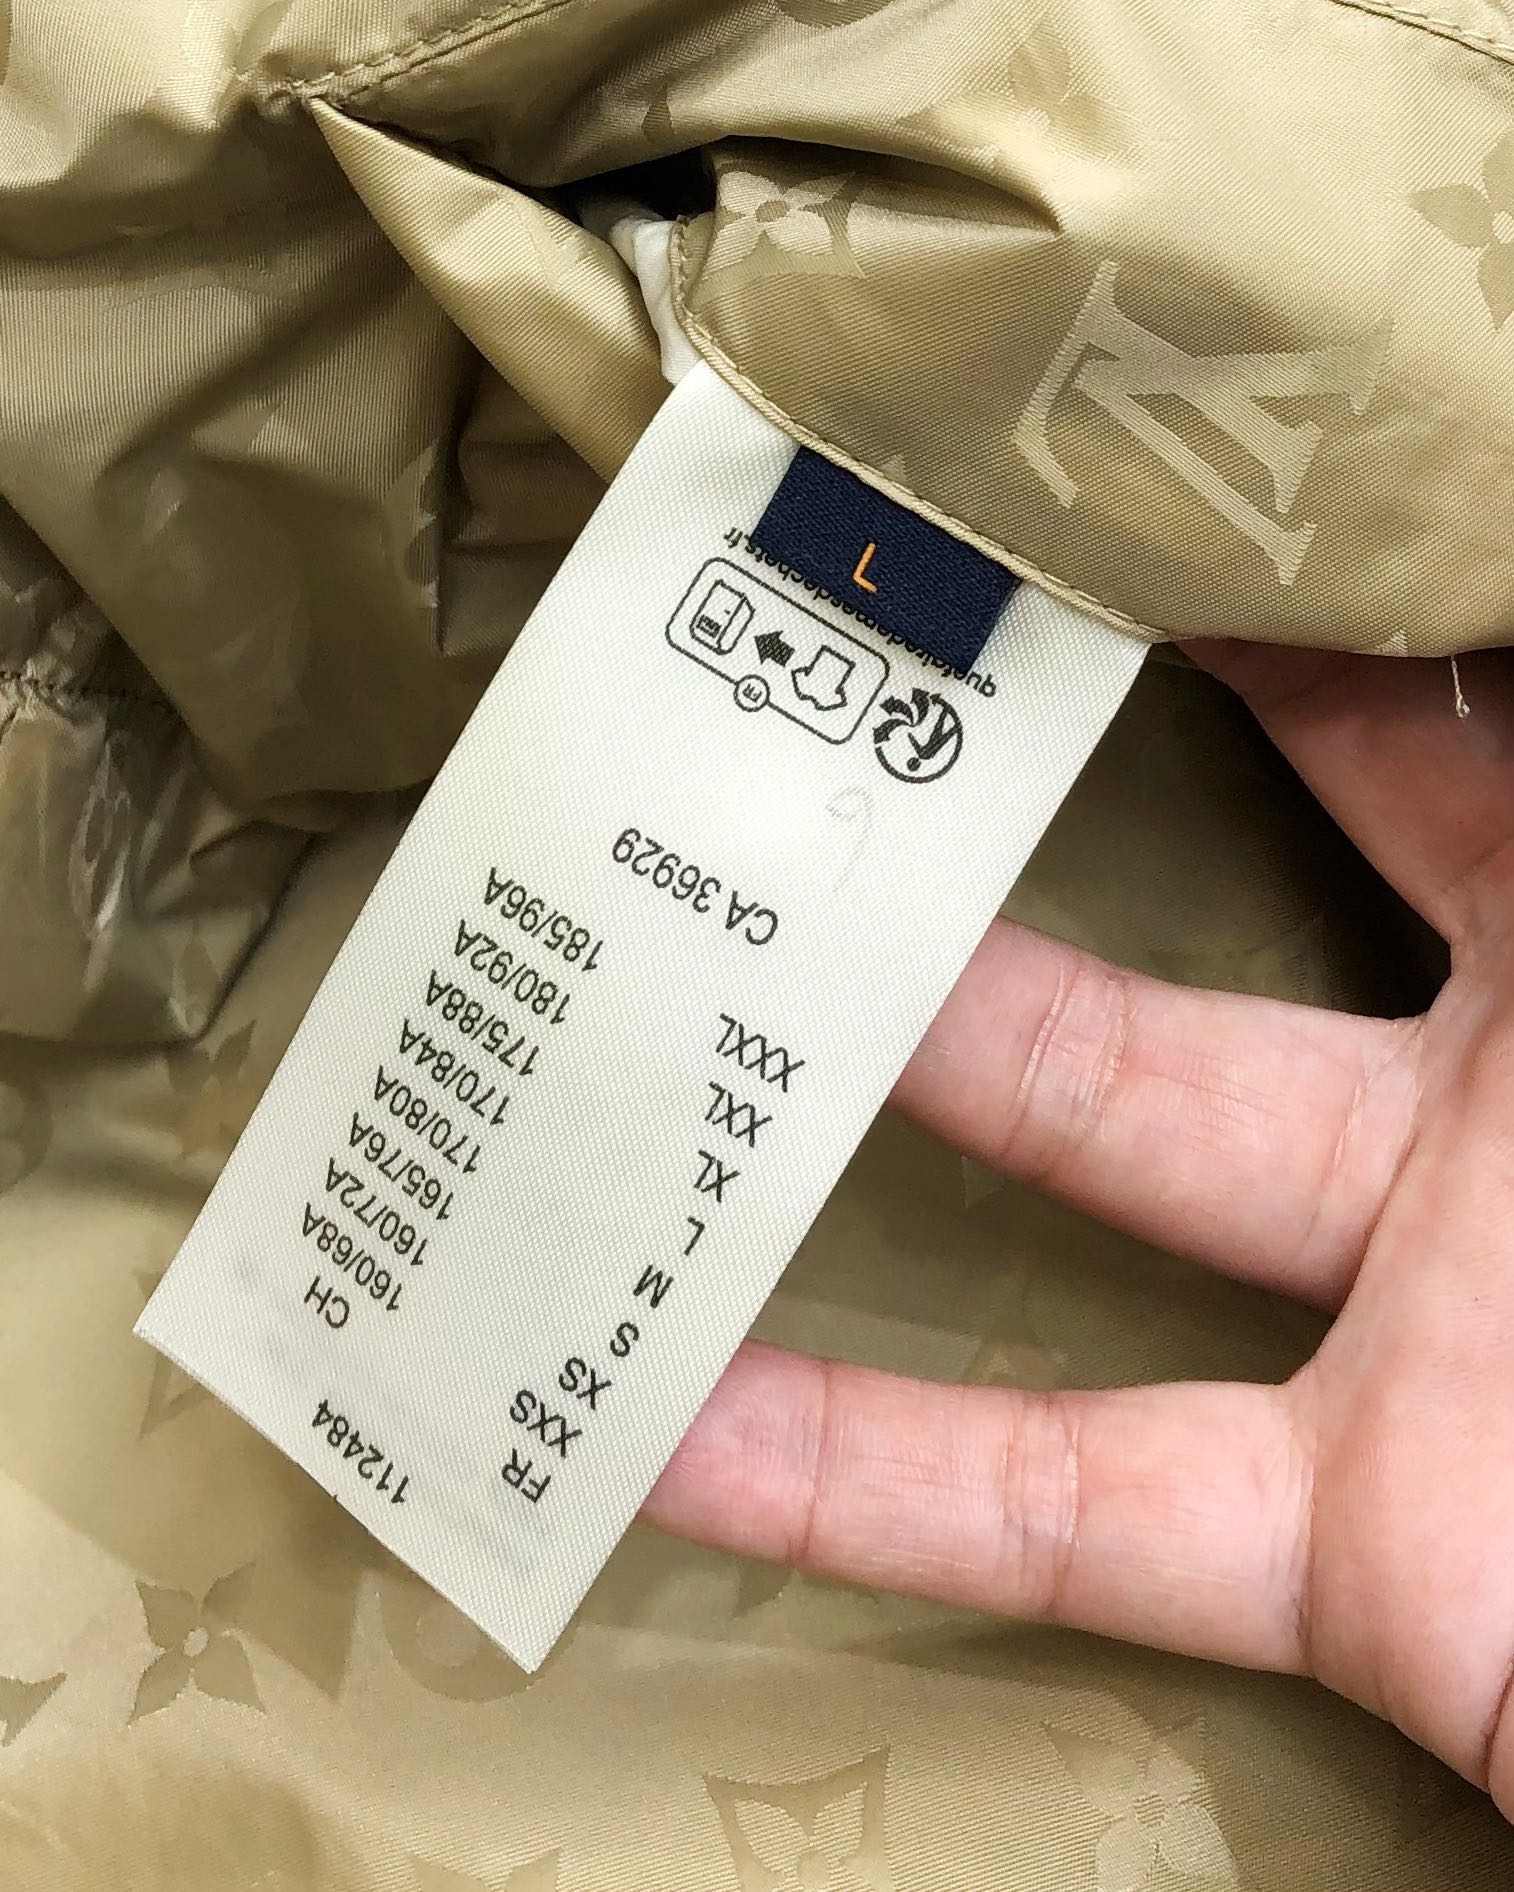 112484
FR CH
XXS 160/68A
XS 160/72A
S 165/76A
M 170/80A
L 170/84A
XL 175/88A
XXL 180/92A
XXXL 185/96A
CA 36929
FR
quefairedemesdechets.fr
L